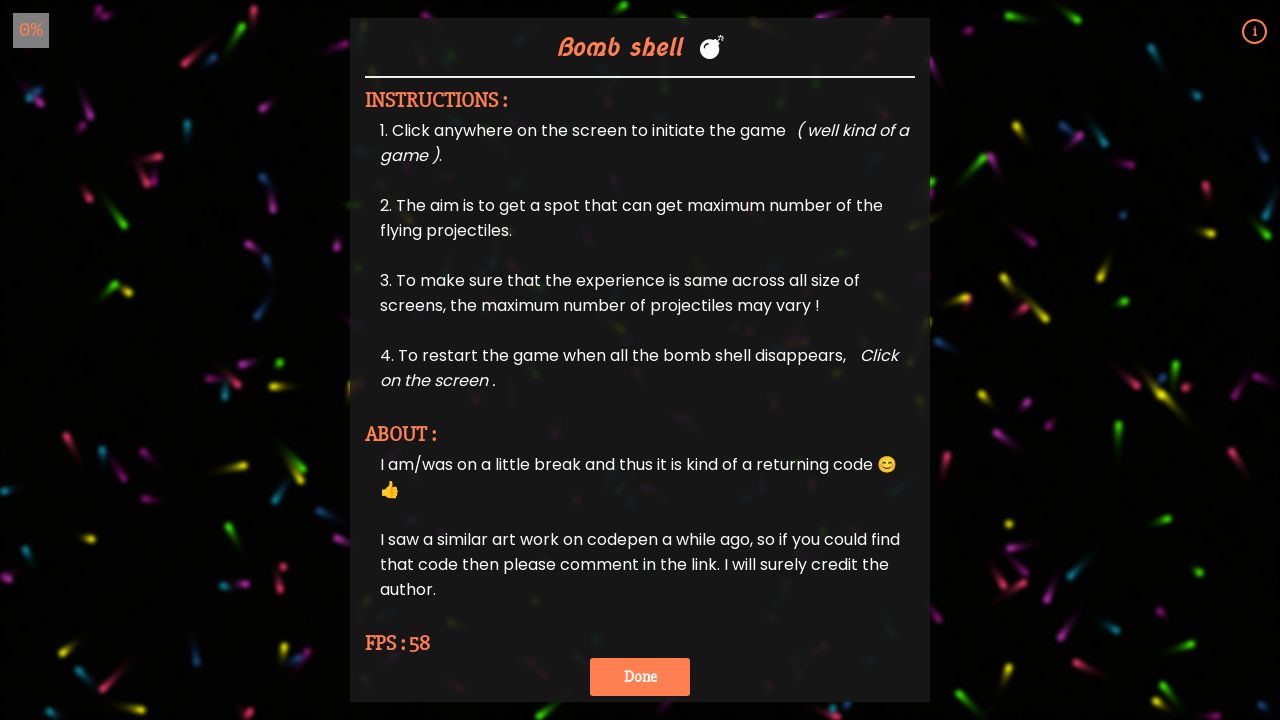 0%
i
Bomb shell 💣
INSTRUCTIONS :
1. Click anywhere on the screen to initiate the game ( well kind of a
game ).
2. The aim is to get a spot that can get maximum number of the
flying projectiles.
3. To make sure that the experience is same across all size of
screens, the maximum number of projectiles may vary !
4. To restart the game when all the bomb shell disappears, Click
on the screen .
ABOUT :
I am/was on a little break and thus it is kind of a returning code 😊
👍
I saw a similar art work on codepen a while ago, so if you could find
that code then please comment in the link. I will surely credit the
author.
FPS : 58
Done